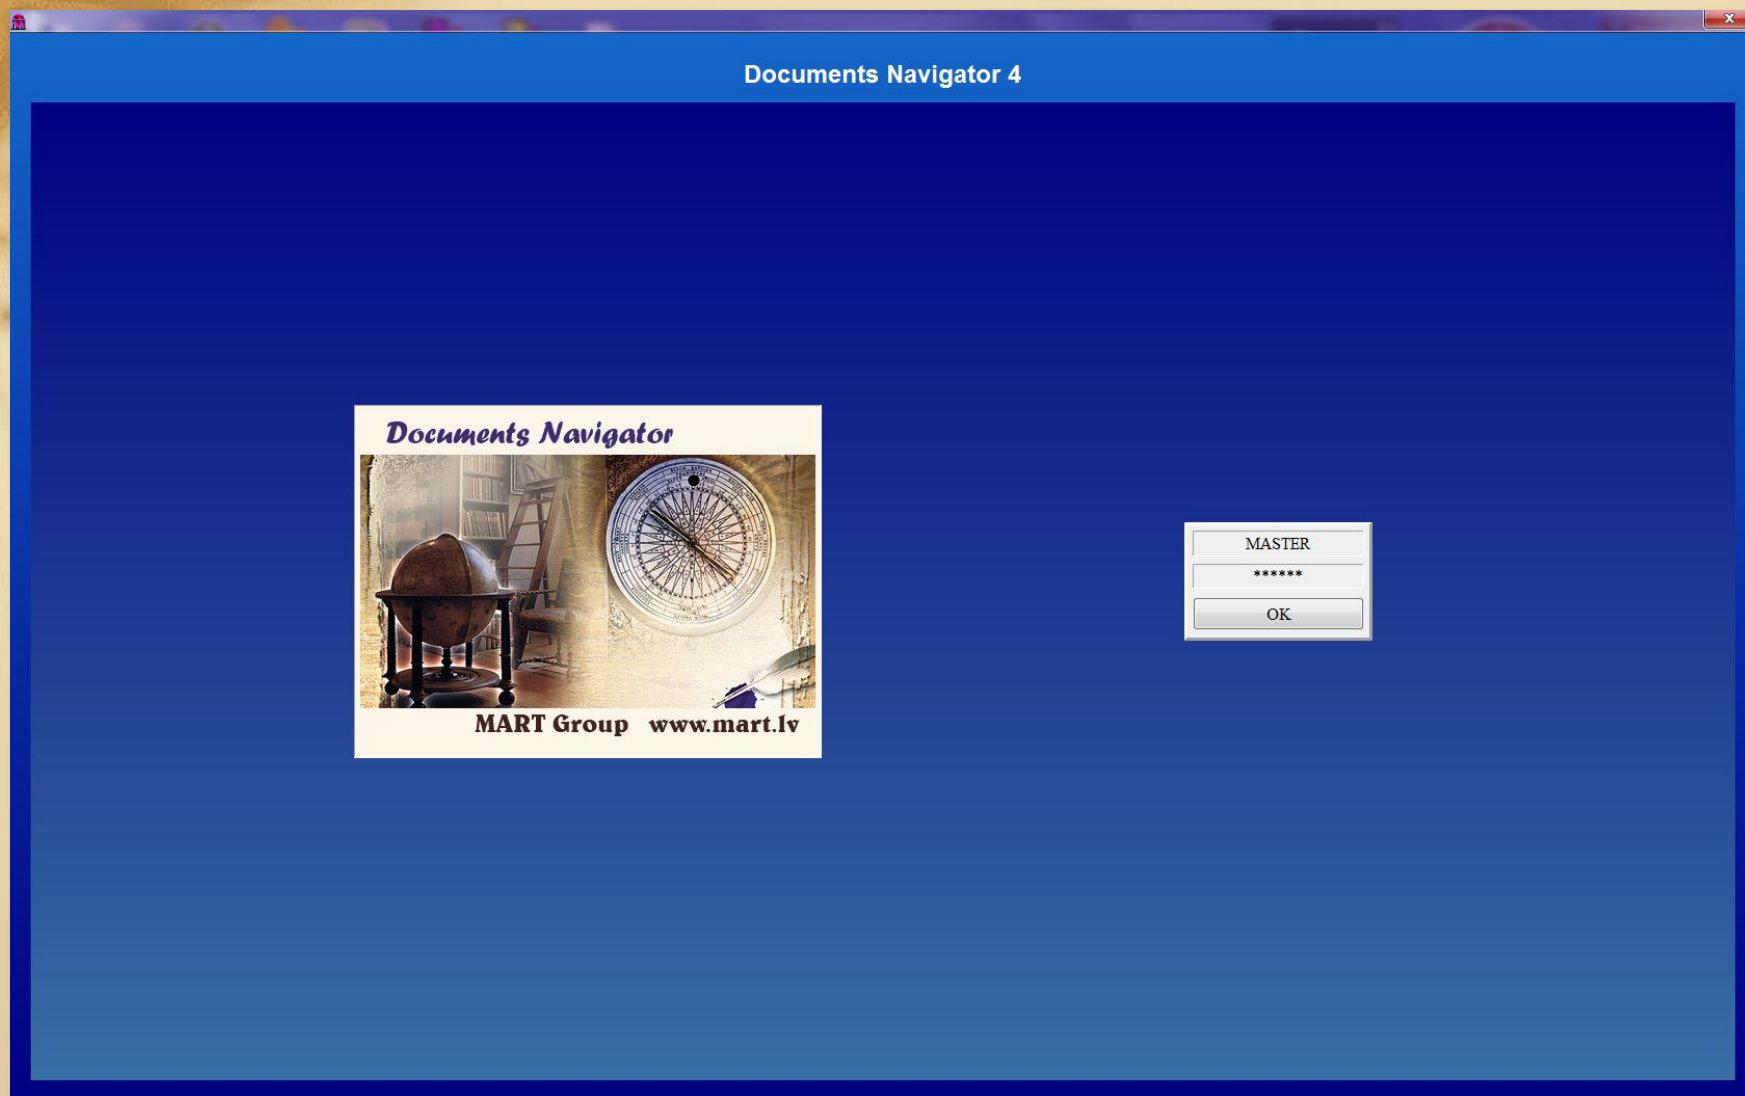 Documents Navigator 4
Documents Navigator
MART Group www.mart.lv
MASTER
******
OK